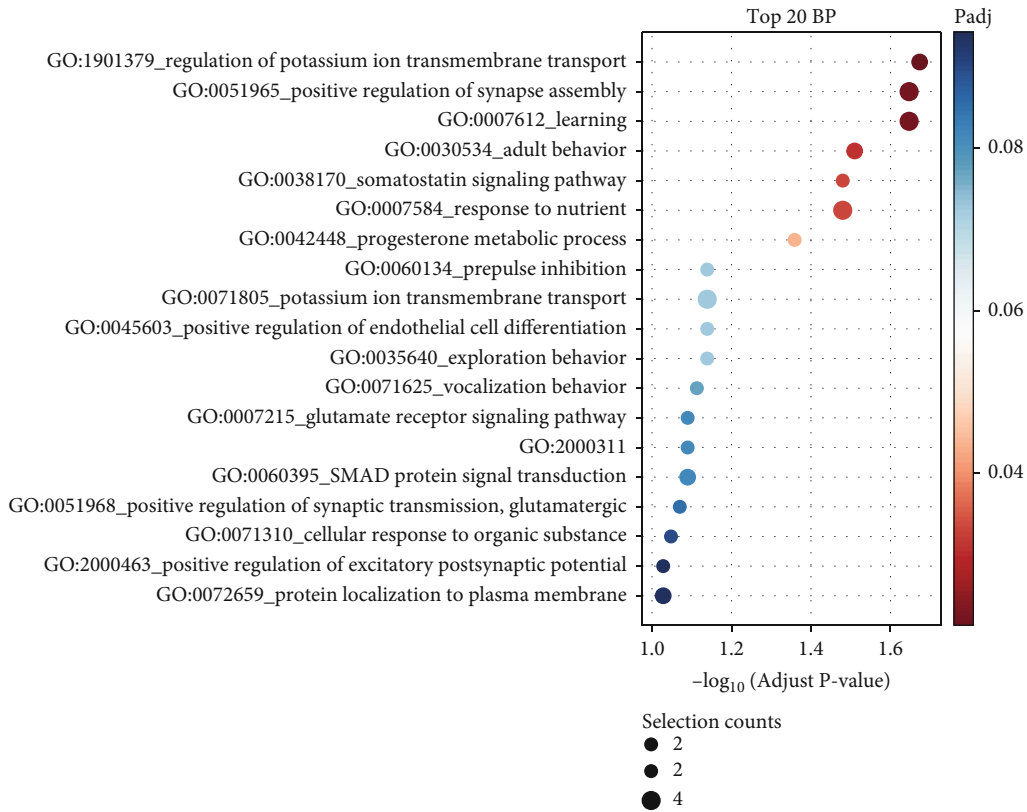 Top 20 BP
Padj
GO:1901379_regulation of potassium ion transmembrane transport
GO:0051965_positive regulation of synapse assembly
GO:0007612_learning
GO:0030534_adult behavior
GO:0038170_somatostatin signaling pathway
GO:0007584_response to nutrient
GO:0042448_progesterone metabolic process
GO:0060134_prepulse inhibition
GO:0071805_potassium ion transmembrane transport
GO:0045603_positive regulation of endothelial cell differentiation
GO:0035640_exploration behavior
GO:0071625_vocalization behavior
GO:0007215_glutamate receptor signaling pathway
GO:2000311
GO:0060395_SMAD protein signal transduction
GO:0051968_positive regulation of synaptic transmission, glutamatergic
GO:0071310_cellular response to organic substance
GO:2000463_positive regulation of excitatory postsynaptic potential
GO:0072659_protein localization to plasma membrane
0.08
0.06
0.04
1.0 1.2 1.4 1.6
–log10 (Adjust P-value)
Selection counts
2
2
4